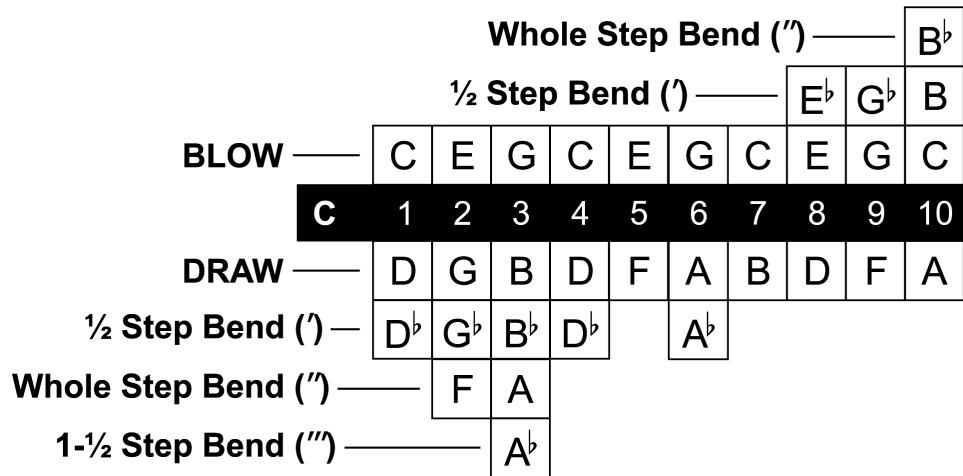 Whole Step Bend (″) B♭
½ Step Bend (′) E♭ G♭ B
BLOW C E G C E G C E G C
C 1 2 3 4 5 6 7 8 9 10
DRAW D G B D F A B D F A
½ Step Bend (′) D♭ G♭ B♭ D♭ A♭
Whole Step Bend (″) F A
1-½ Step Bend (‴) A♭